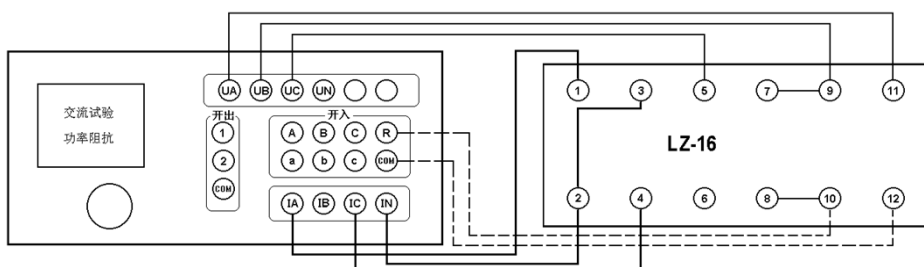 UA UB UC UN
1 3 5 7 9 11
交流试验
功率阻抗
开出 开入
1 A B C R
2 a b c COM
COM
LZ-16
IA IB IC IN
2 4 6 8 10 12